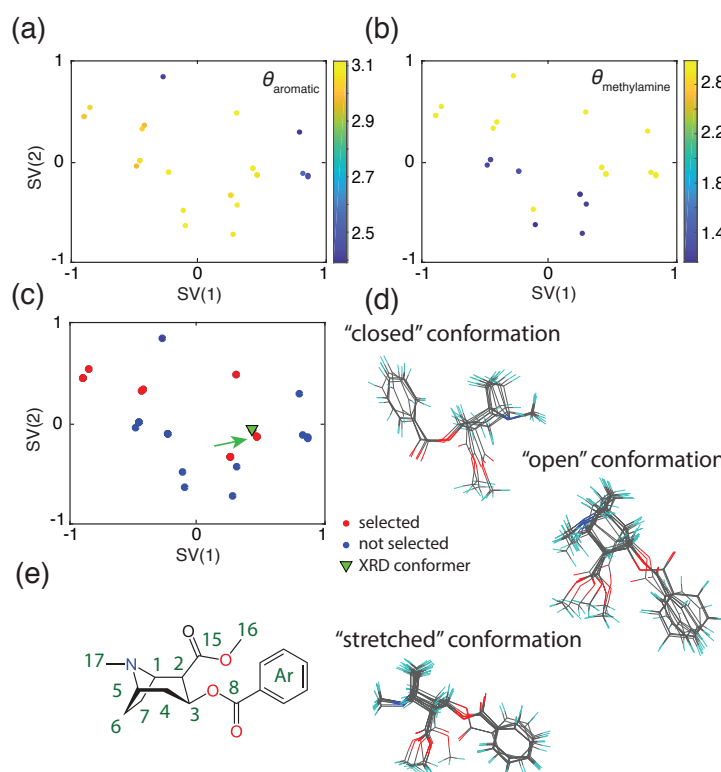 (a)
1
0
-1
SV(2)
-1
0
1
SV(1)
θaromatic
3.1
2.9
2.7
2.5
(b)
1
0
-1
-1
0
1
SV(1)
θmethylamine
2.8
2.2
1.8
1.4
(c)
1
0
-1
SV(2)
-1
0
1
SV(1)
selected
not selected
XRD conformer
(d)
"closed" conformation
"open" conformation
"stretched" conformation
(e)
O
15
16
O
17
N
1
2
Ar
5
8
O
4
6
7
3
O